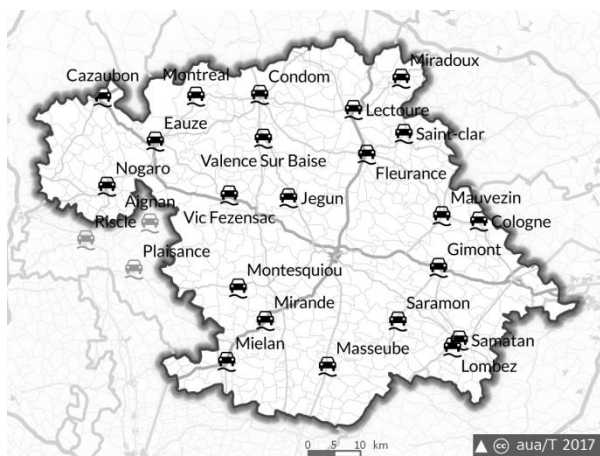 Miradoux
Cazaubon
Montreal
Condom
Lectoure
Saint-clar
Eauze
Valence Sur Baise
Fleurance
Nogaro
Aignan
Riscle
Vic Fezensac
Jegun
Mauvezin
Cologne
Plaisance
Gimont
Montesquiou
Mirande
Saramon
Samatan
Mielan
Masseube
Lombez
0 5 10 km
▲ cc aua/T 2017